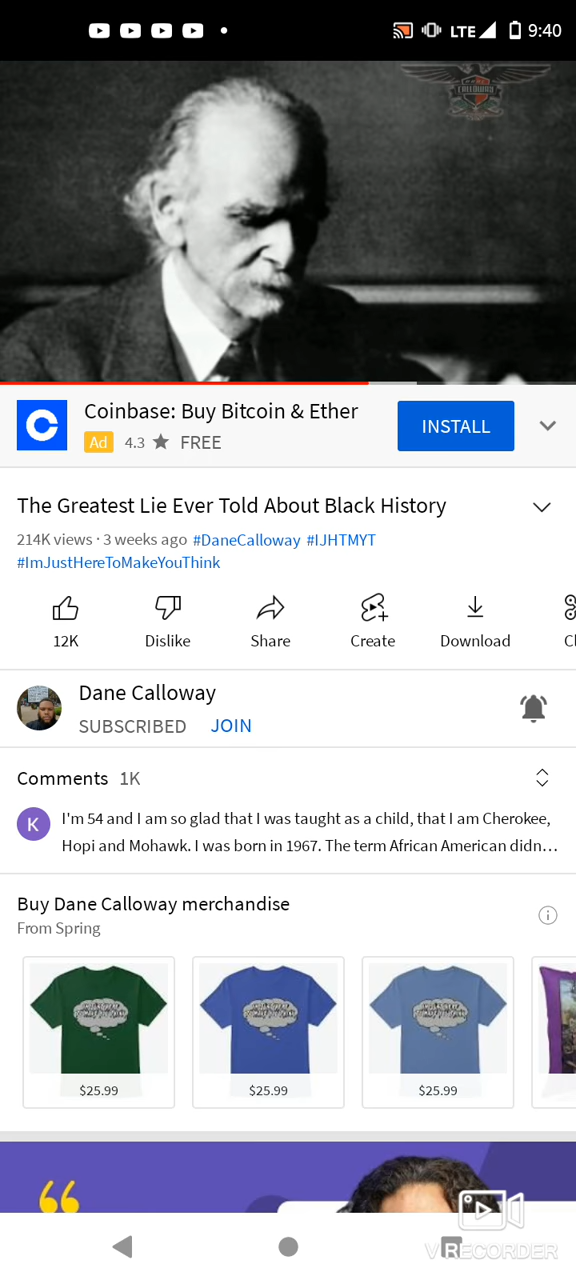 LTE 9:40
CALLOWAY
Coinbase: Buy Bitcoin & Ether
INSTALL
Ad 4.3 ★ FREE
The Greatest Lie Ever Told About Black History
214K views · 3 weeks ago #DaneCalloway #IJHTMYT
#ImJustHereToMakeYouThink
12K Dislike Share Create Download Cl
Dane Calloway
SUBSCRIBED JOIN
Comments 1K
K
I'm 54 and I am so glad that I was taught as a child, that I am Cherokee,
Hopi and Mohawk. I was born in 1967. The term African American didn...
Buy Dane Calloway merchandise
From Spring
$25.99 $25.99 $25.99
“
VRECORDER